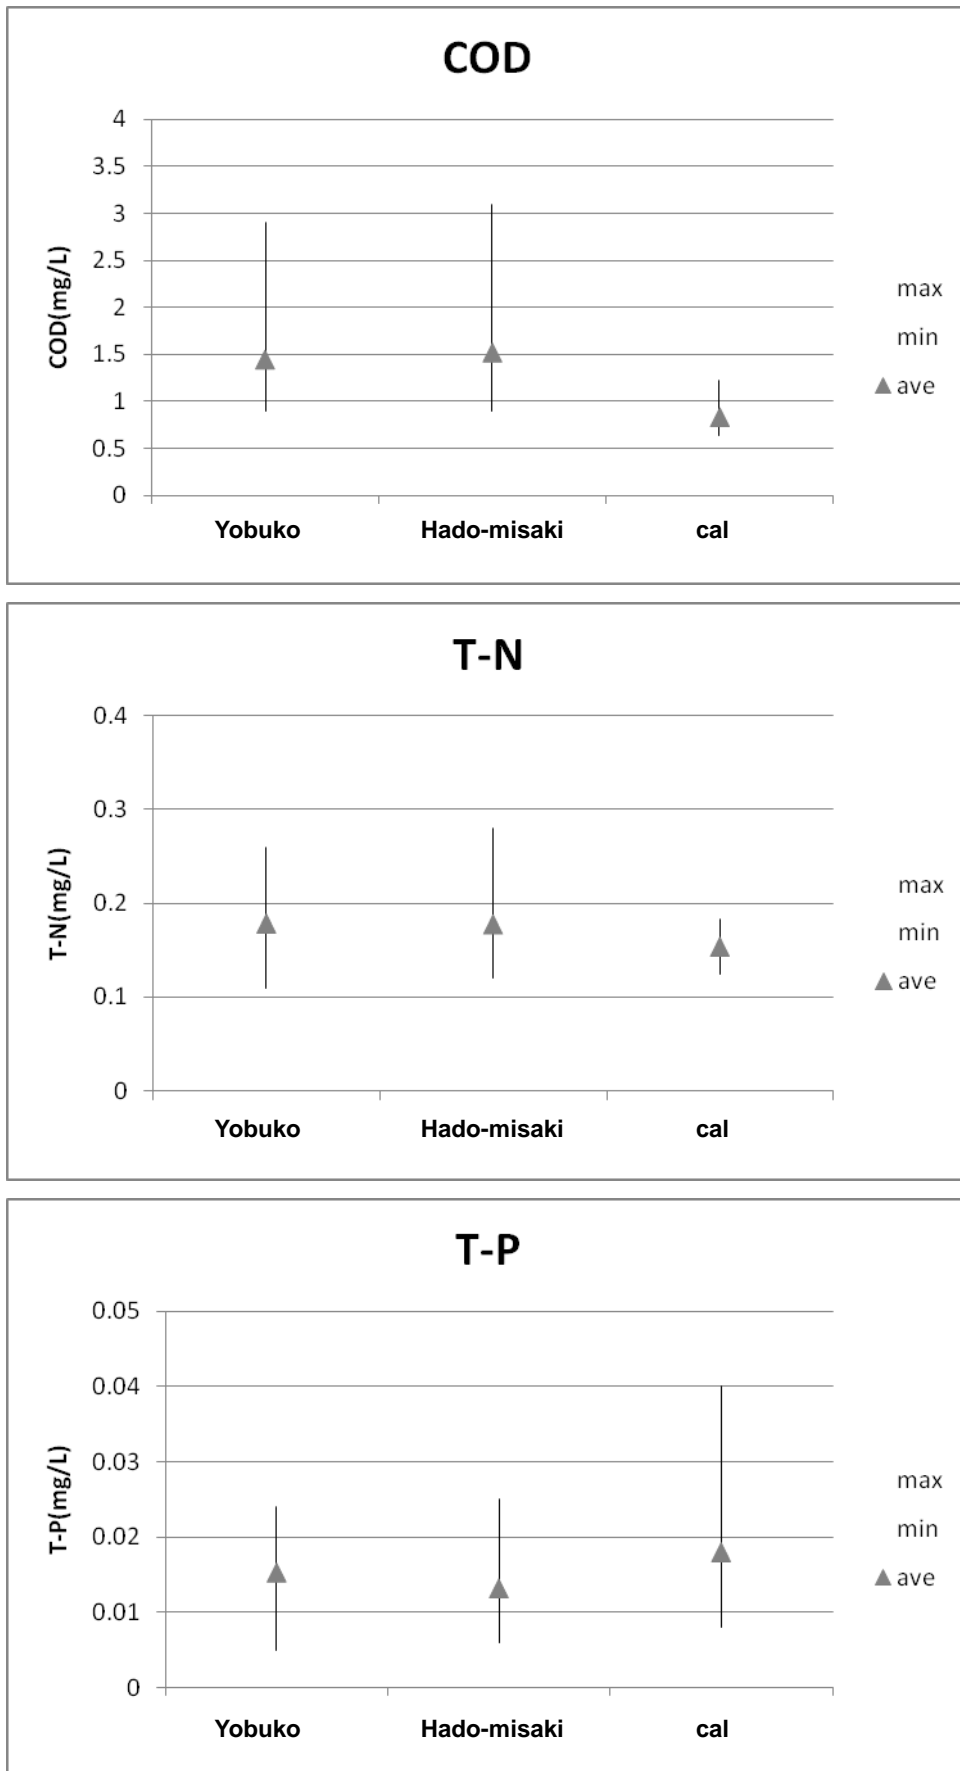 COD
4
3.5
3
2.5
2
1.5
1
0.5
0
COD(mg/L)
Yobuko Hado-misaki cal
max
min
ave
T-N
0.4
0.3
0.2
0.1
0
T-N(mg/L)
Yobuko Hado-misaki cal
max
min
ave
T-P
0.05
0.04
0.03
0.02
0.01
0
T-P(mg/L)
Yobuko Hado-misaki cal
max
min
ave